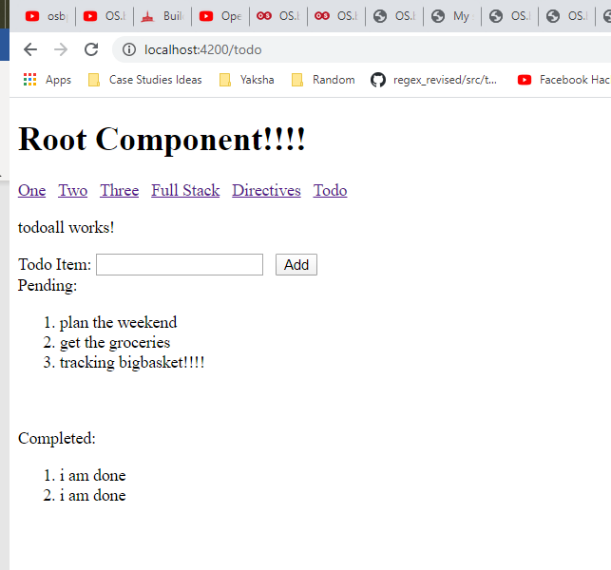 osb
OS.
Buil
Ope
OS.
OS.
OS.
My
OS.
OS.
localhost:4200/todo
Apps Case Studies Ideas Yaksha Random regex_revised/src/t... Facebook Hac
Root Component!!!!
One Two Three Full Stack Directives Todo
todoall works!
Todo Item: Add
Pending:
1. plan the weekend
2. get the groceries
3. tracking bigbasket!!!!
Completed:
1. i am done
2. i am done